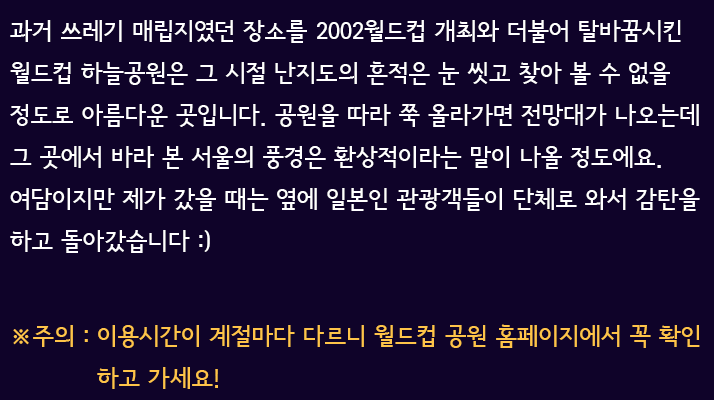 과거 쓰레기 매립지였던 장소를 2002월드컵 개최와 더불어 탈바꿈시킨
월드컵 하늘공원은 그 시절 난지도의 흔적은 눈 씻고 찾아 볼 수 없을
정도로 아름다운 곳입니다. 공원을 따라 쭉 올라가면 전망대가 나오는데
그 곳에서 바라 본 서울의 풍경은 환상적이라는 말이 나올 정도에요.
여담이지만 제가 갔을 때는 옆에 일본인 관광객들이 단체로 와서 감탄을
하고 돌아갔습니다 :)
※주의 : 이용시간이 계절마다 다르니 월드컵 공원 홈페이지에서 꼭 확인
하고 가세요!